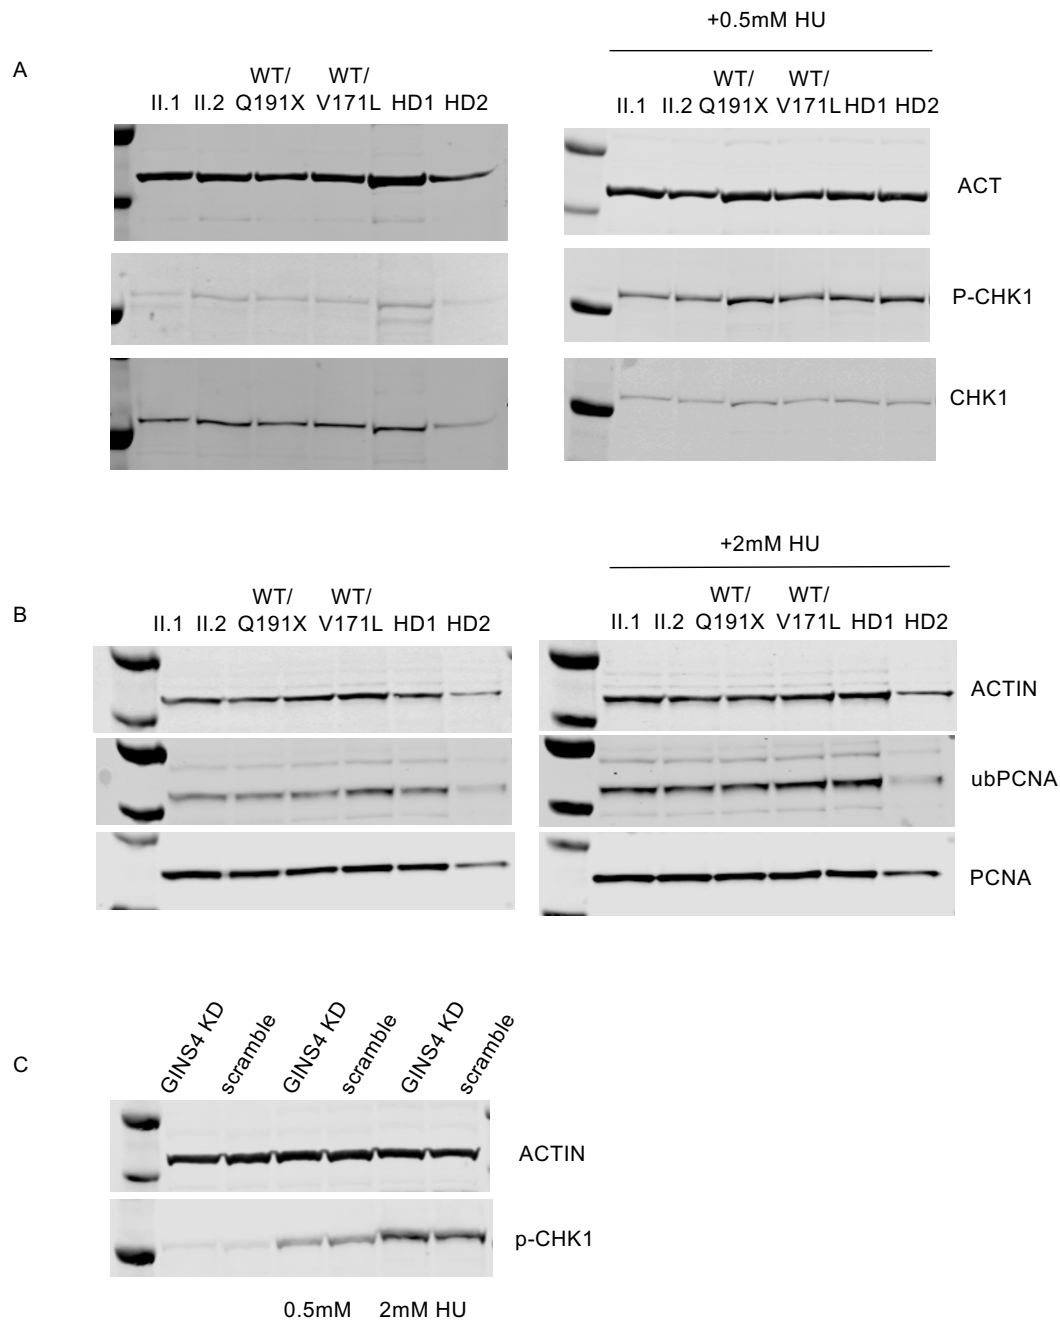 +0.5mM HU
A
WT/ WT/
II.1 II.2 Q191X V171L HD1 HD2
WT/ WT/
II.1 II.2 Q191X V171L HD1 HD2
ACT
P-CHK1
CHK1
+2mM HU
B
WT/ WT/
II.1 II.2 Q191X V171L HD1 HD2
WT/ WT/
II.1 II.2 Q191X V171L HD1 HD2
ACTIN
ubPCNA
PCNA
C
GINS4 KD
scramble
GINS4 KD
scramble
GINS4 KD
scramble
ACTIN
p-CHK1
0.5mM 2mM HU